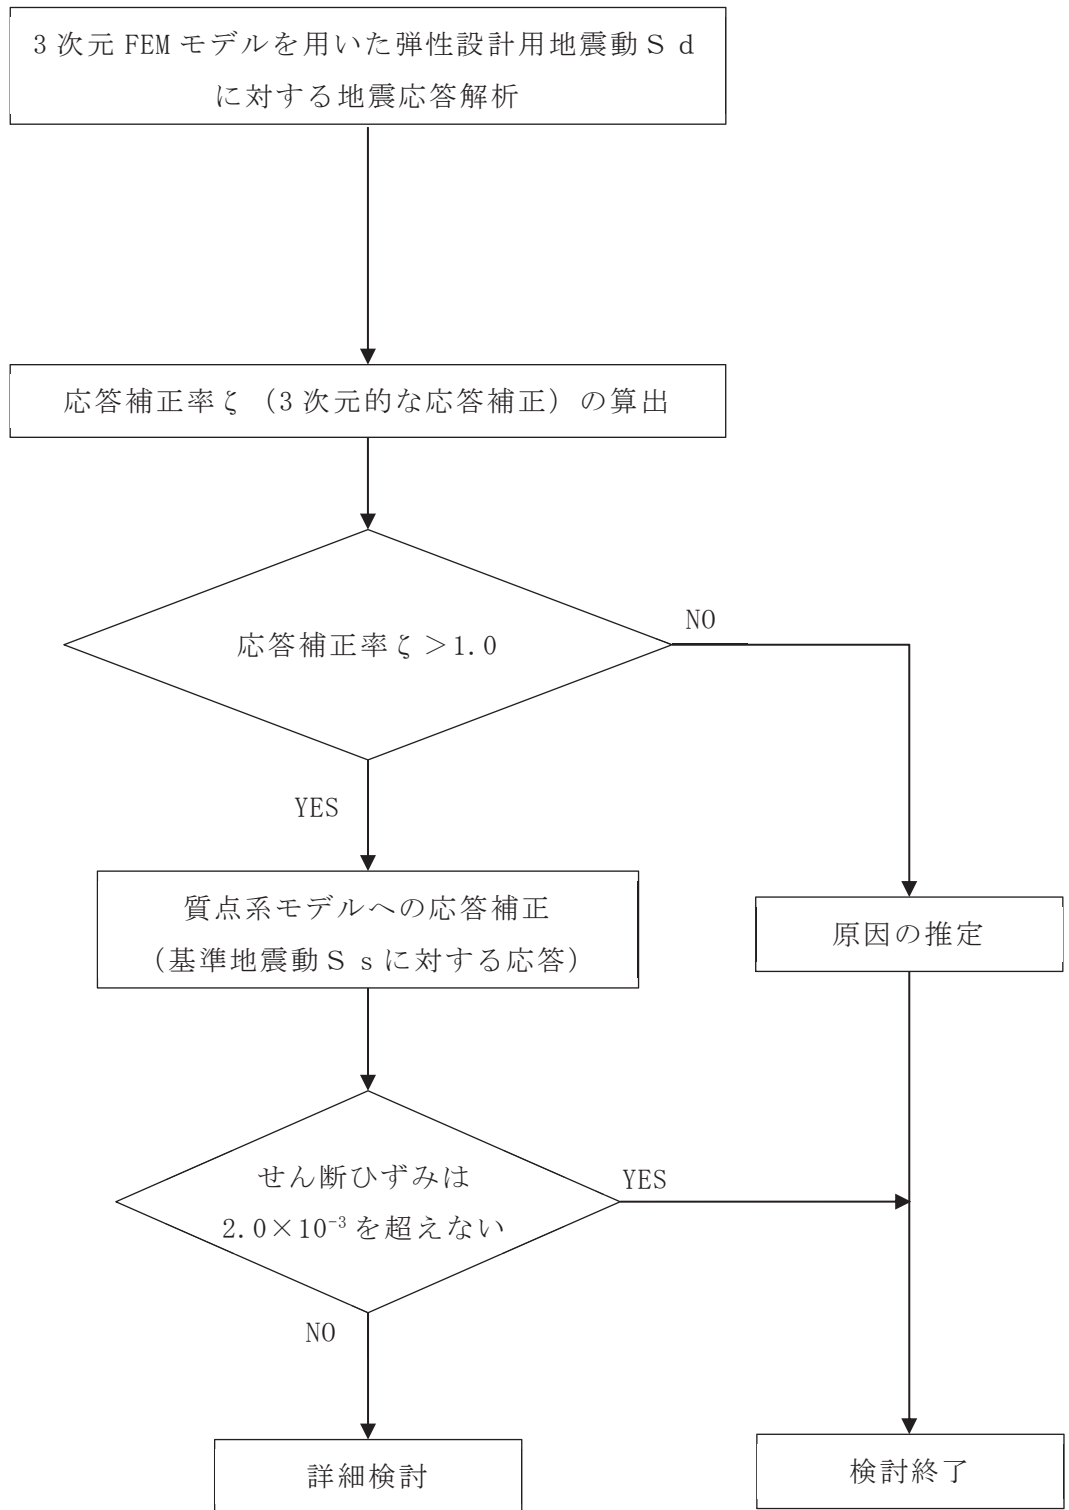 3次元 FEM モデルを用いた弾性設計用地震動Ｓｄ
に対する地震応答解析
応答補正率ζ（3次元的な応答補正）の算出
応答補正率ζ＞1.0
NO
YES
質点系モデルへの応答補正
（基準地震動Ｓｓに対する応答）
原因の推定
せん断ひずみは
2.0×10⁻³を超えない
YES
NO
詳細検討
検討終了